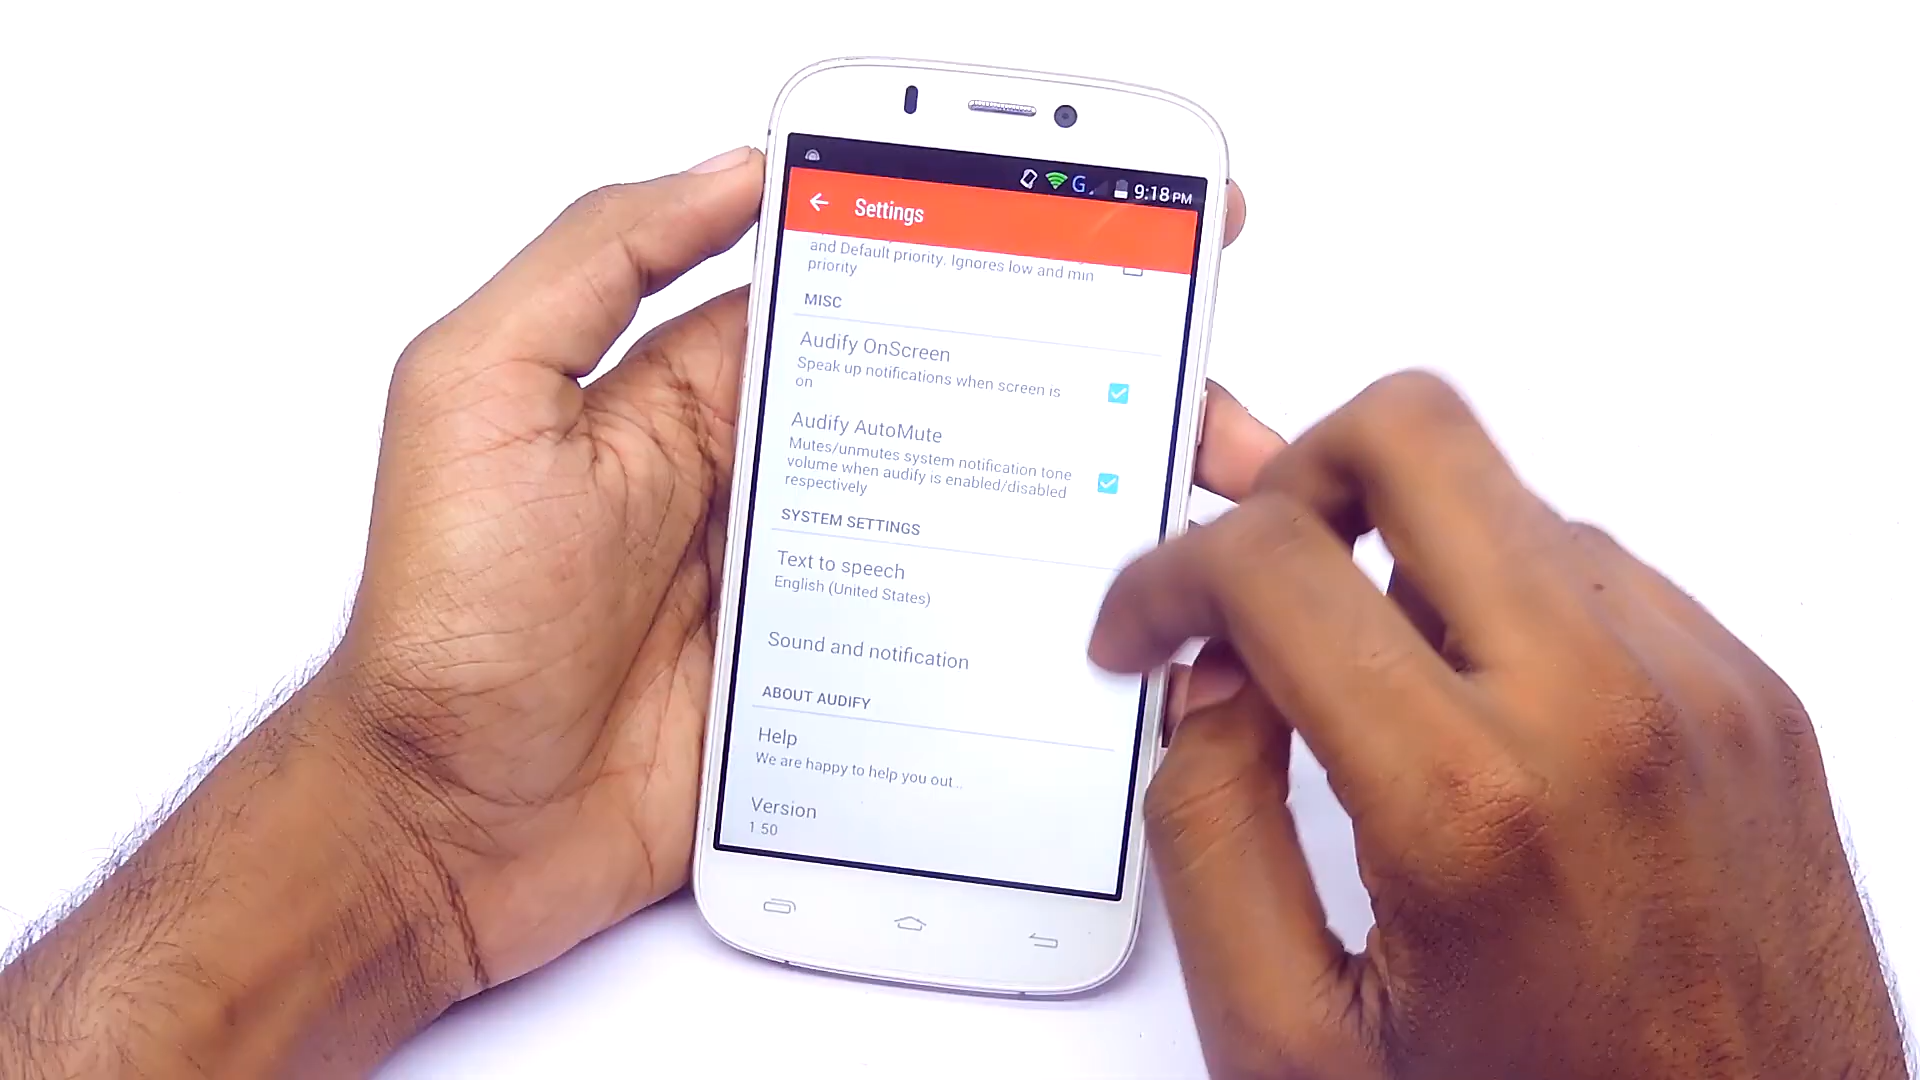 G
9:18 PM
Settings
and Default priority. Ignores low and min
priority
MISC
Audify OnScreen
Speak up notifications when screen is
on
Audify AutoMute
Mutes/unmutes system notification tone
volume when audify is enabled/disabled
respectively
SYSTEM SETTINGS
Text to speech
English (United States)
Sound and notification
ABOUT AUDIFY
Help
We are happy to help you out...
Version
1.50